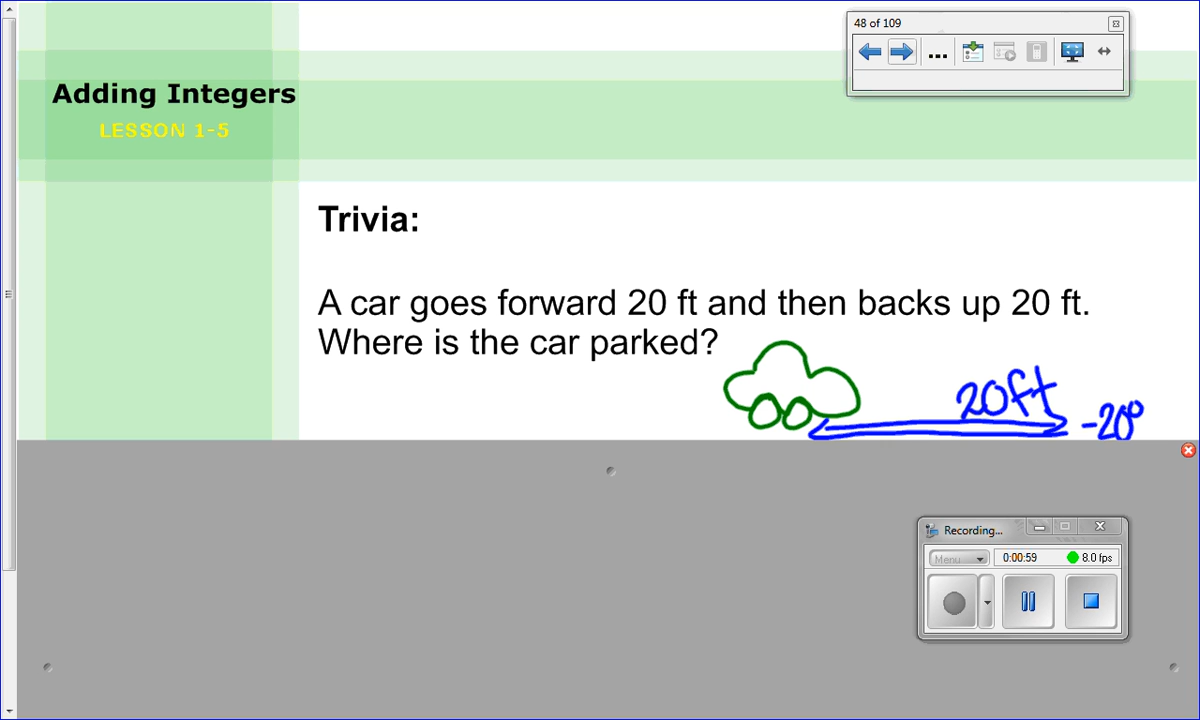 48 of 109
Adding Integers
LESSON 1-5
Trivia:
A car goes forward 20 ft and then backs up 20 ft.
Where is the car parked?
20ft
-20
Recording...
Menu
0:00:59
8.0 fps